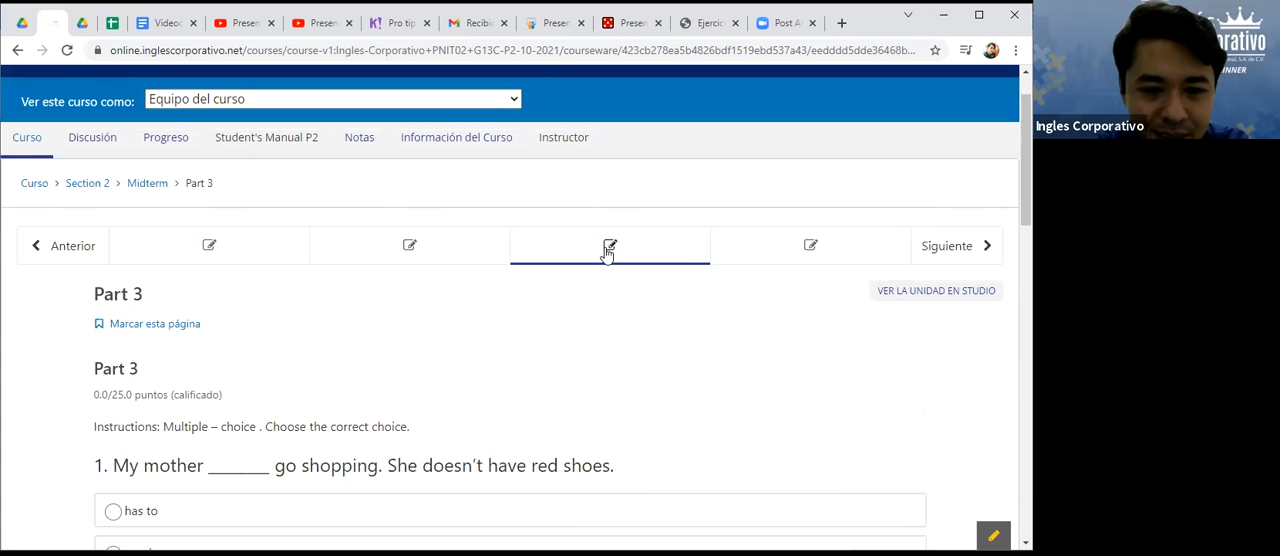 Videoc
Presen
Presen
Pro tip
Recibid
Presen
Presen
Ejercic
Post A
online.inglescorporativo.net/courses/course-v1:Ingles-Corporativo+PNIT02+G13C-P2-10-2021/courseware/423cb278ea5b4826bdf1519ebd537a43/eedddd5dde36468b...
Ver este curso como:
Equipo del curso
Curso
Discusión
Progreso
Student's Manual P2
Notas
Información del Curso
Instructor
Curso > Section 2 > Midterm > Part 3
Anterior
Siguiente
Part 3
VER LA UNIDAD EN STUDIO
Marcar esta página
Part 3
0.0/25.0 puntos (calificado)
Instructions: Multiple – choice . Choose the correct choice.
1. My mother _______ go shopping. She doesn't have red shoes.
has to
Ingles Corporativo